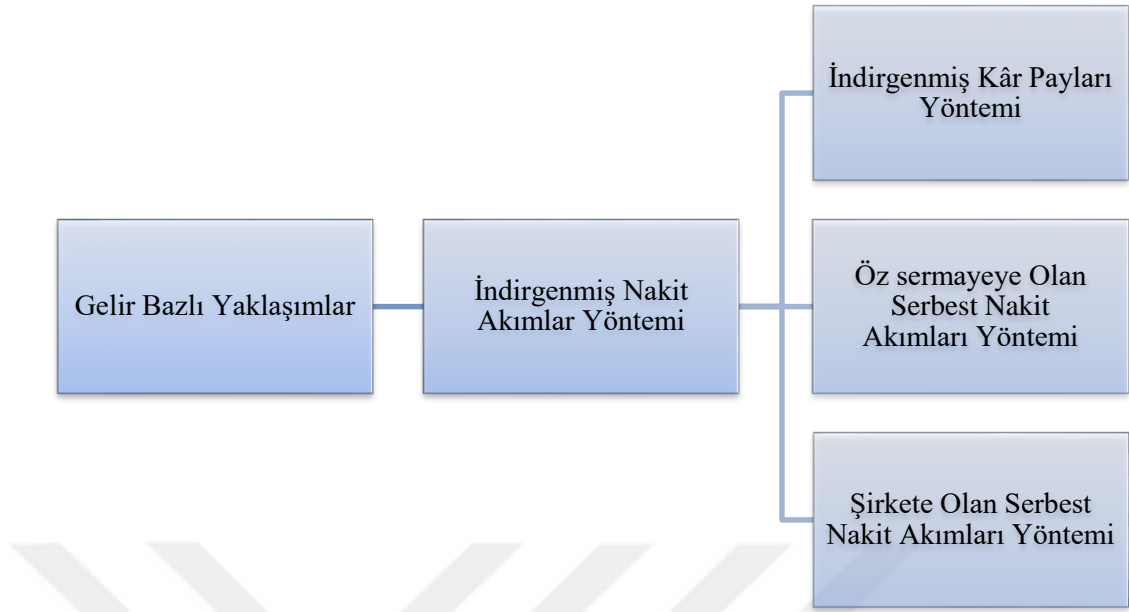 Gelir Bazlı Yaklaşımlar
İndirgenmiş Nakit
Akımlar Yöntemi
İndirgenmiş Kâr Payları
Yöntemi
Öz sermayeye Olan
Serbest Nakit
Akımları Yöntemi
Şirkete Olan Serbest
Nakit Akımları Yöntemi